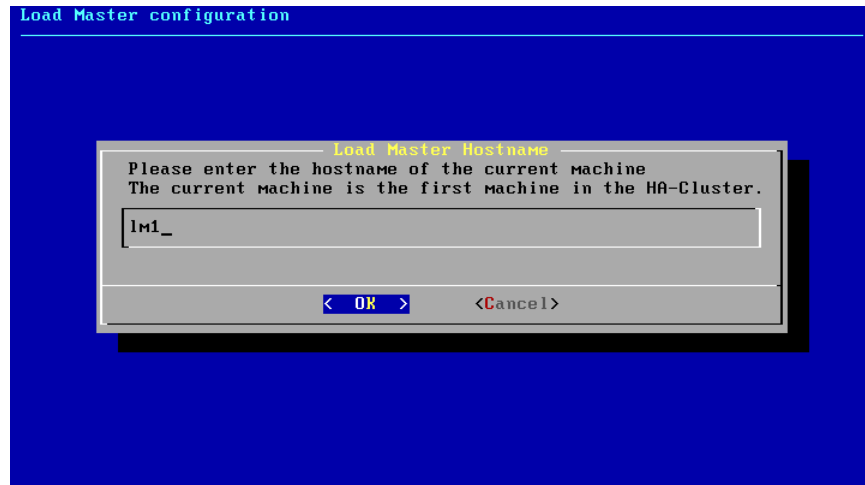 Load Master configuration
Load Master Hostname
Please enter the hostname of the current machine
The current machine is the first machine in the HA-Cluster.
lm1_
< OK > <Cancel>